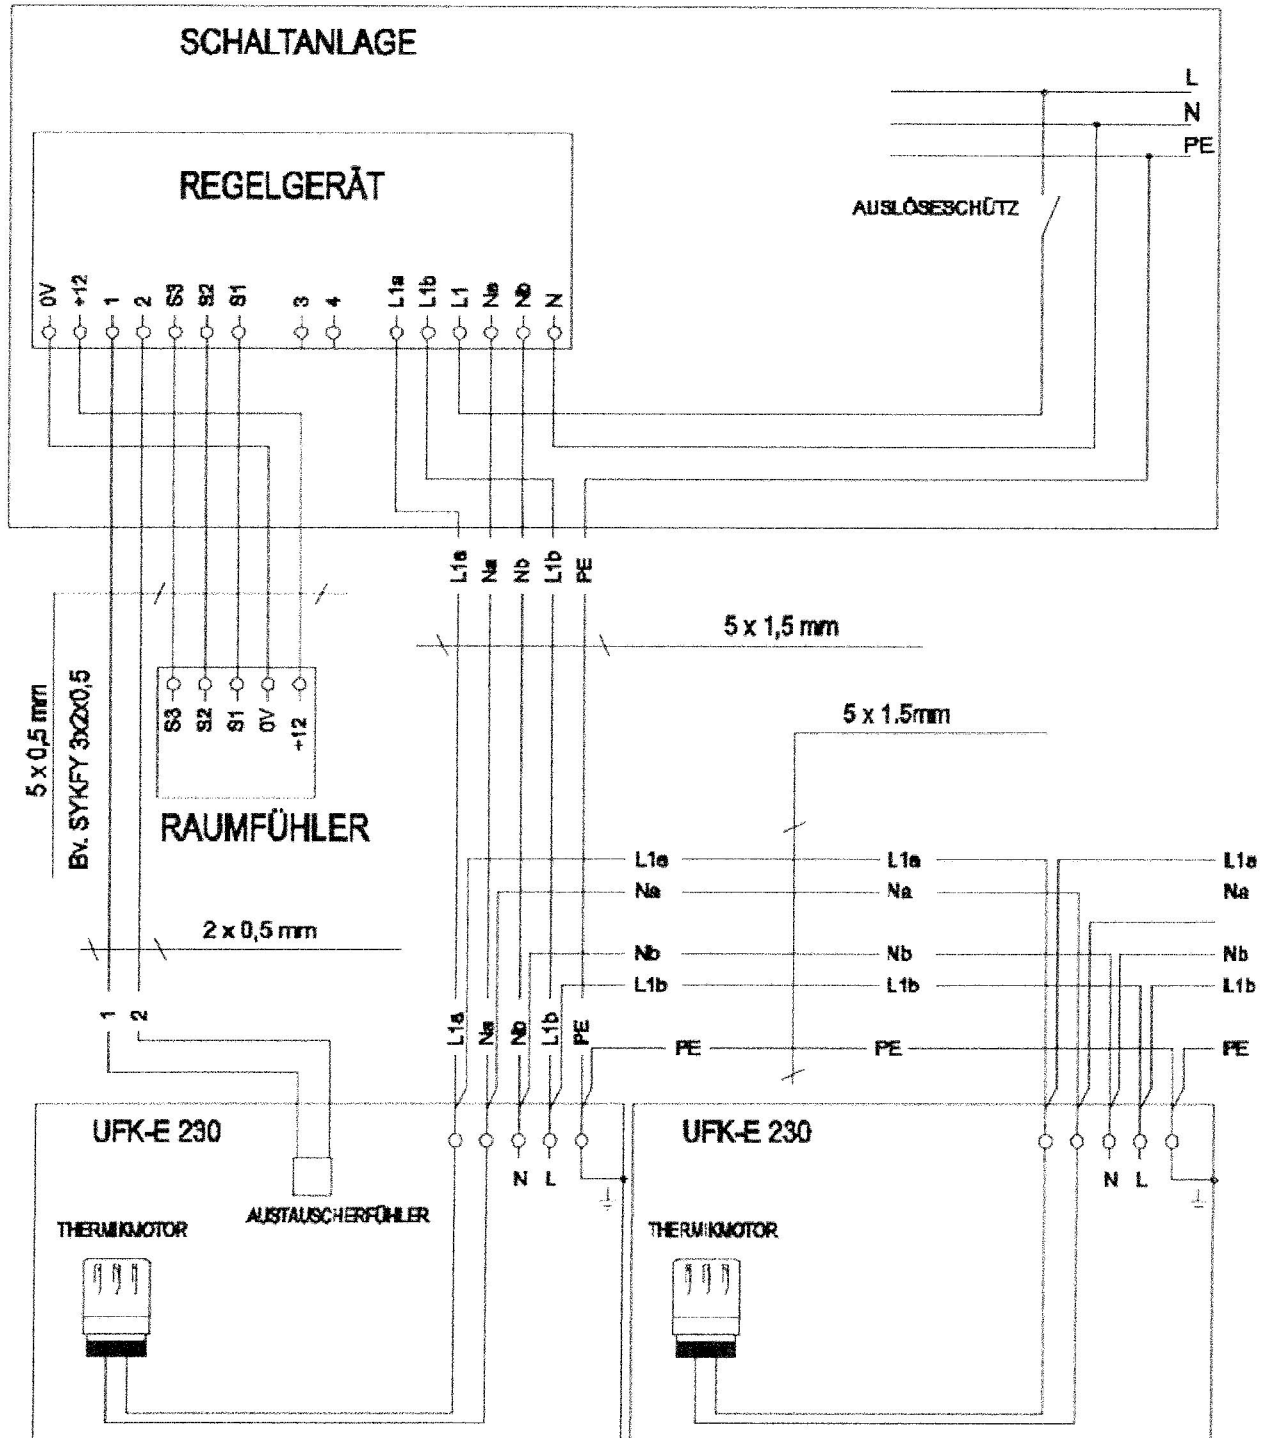 SCHALTANLAGE
L
N
PE
REGELGERÄT
AUSLÖSESCHÜTZ
0V
+12
1
2
S3
S2
S1
3
4
L1a
L1b
L1
Na
Nb
N
L1a
Na
Nb
L1b
PE
5 x 1,5 mm
5 x 0,5 mm
Bv. SYKFY 3x2x0,5
S3
S2
S1
0V
+12
RAUMFÜHLER
5 x 1.5mm
L1a
L1a
L1a
Na
Na
Na
2 x 0,5 mm
Nb
Nb
Nb
L1b
L1b
L1b
1
2
L1a
Na
Nb
L1b
PE
PE
PE
PE
UFK-E 230
UFK-E 230
N
L
N
L
AUSTAUSCHERFÜHLER
THERMIKMOTOR
THERMIKMOTOR